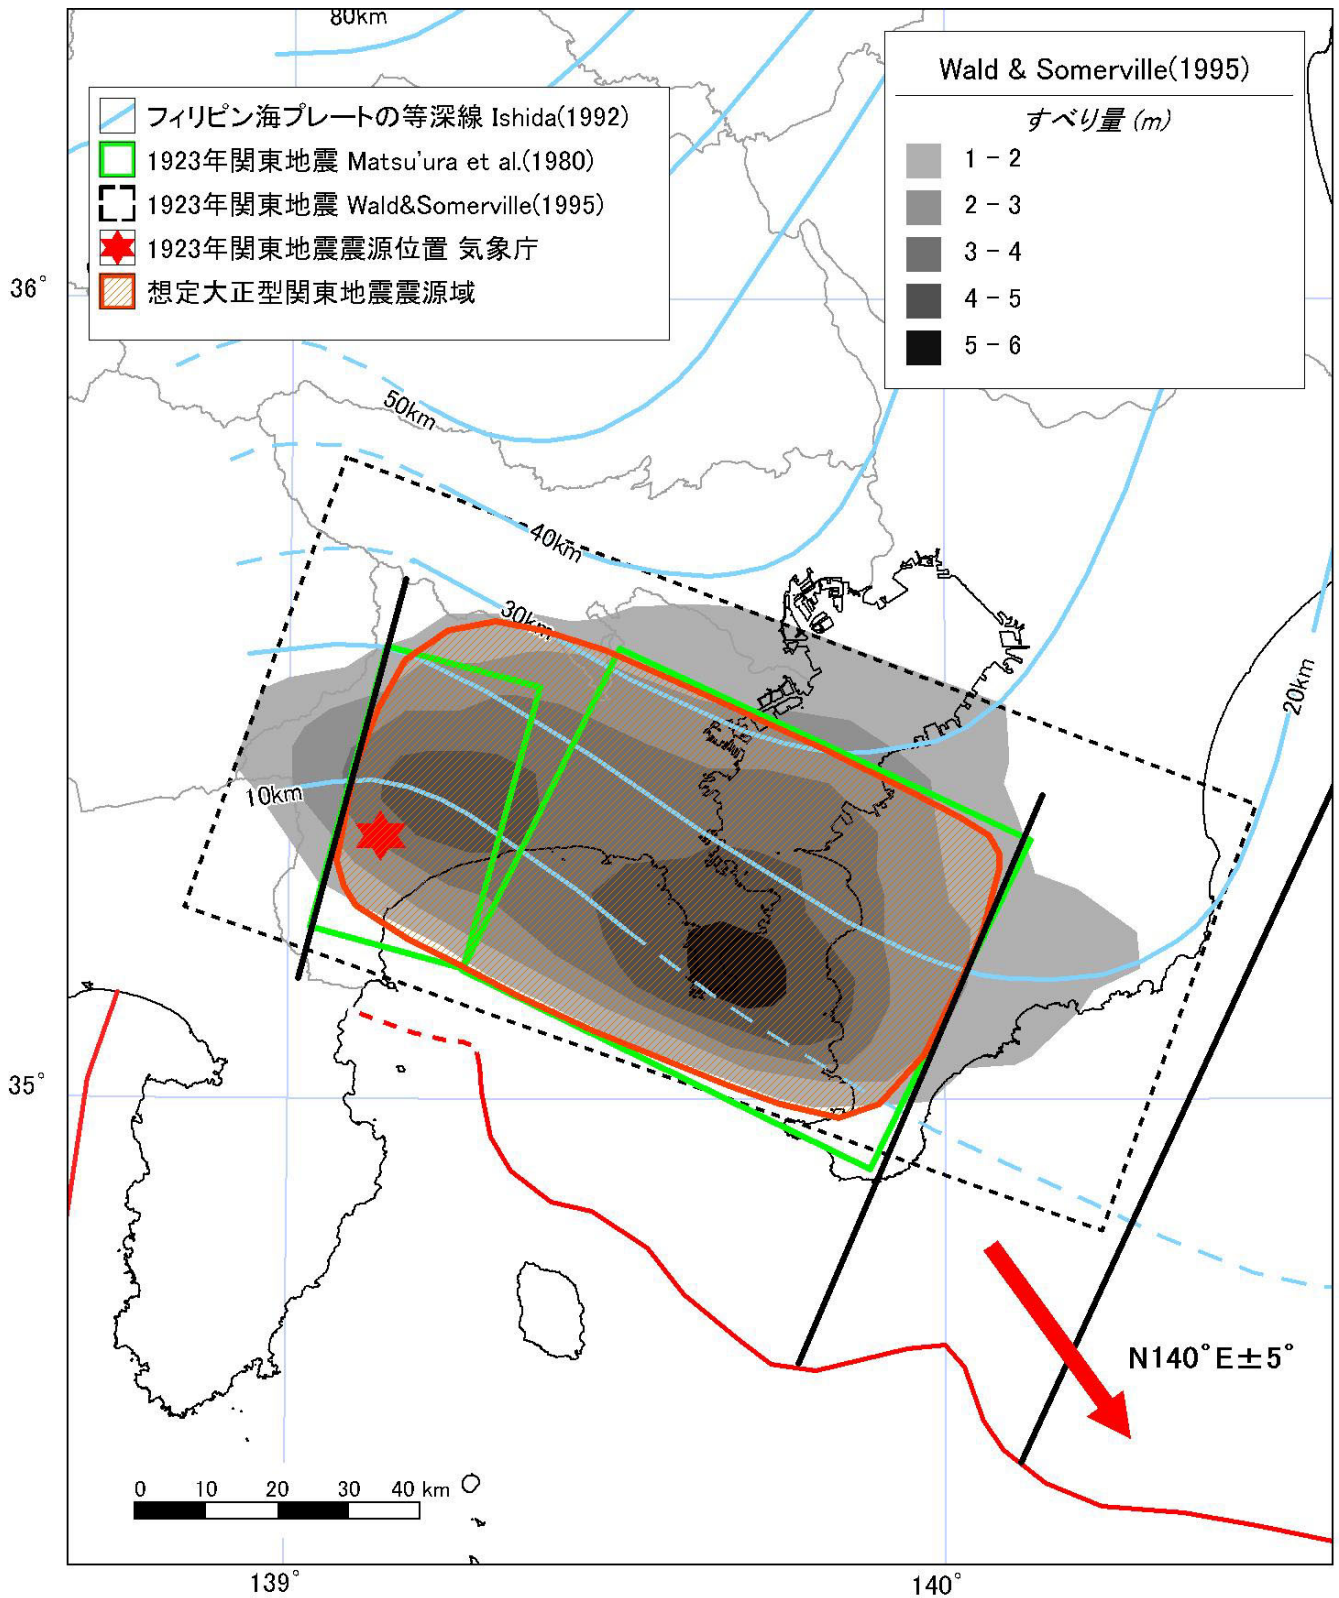 80km
Wald & Somerville(1995)
すべり量 (m)
1 - 2
2 - 3
3 - 4
4 - 5
5 - 6
フィリピン海プレートの等深線 Ishida(1992)
1923年関東地震 Matsu'ura et al.(1980)
1923年関東地震 Wald&Somerville(1995)
1923年関東地震震源位置 気象庁
想定大正型関東地震震源域
36°
50km
40km
30km
20km
10km
35°
N140°E±5°
0 10 20 30 40 km
139°
140°